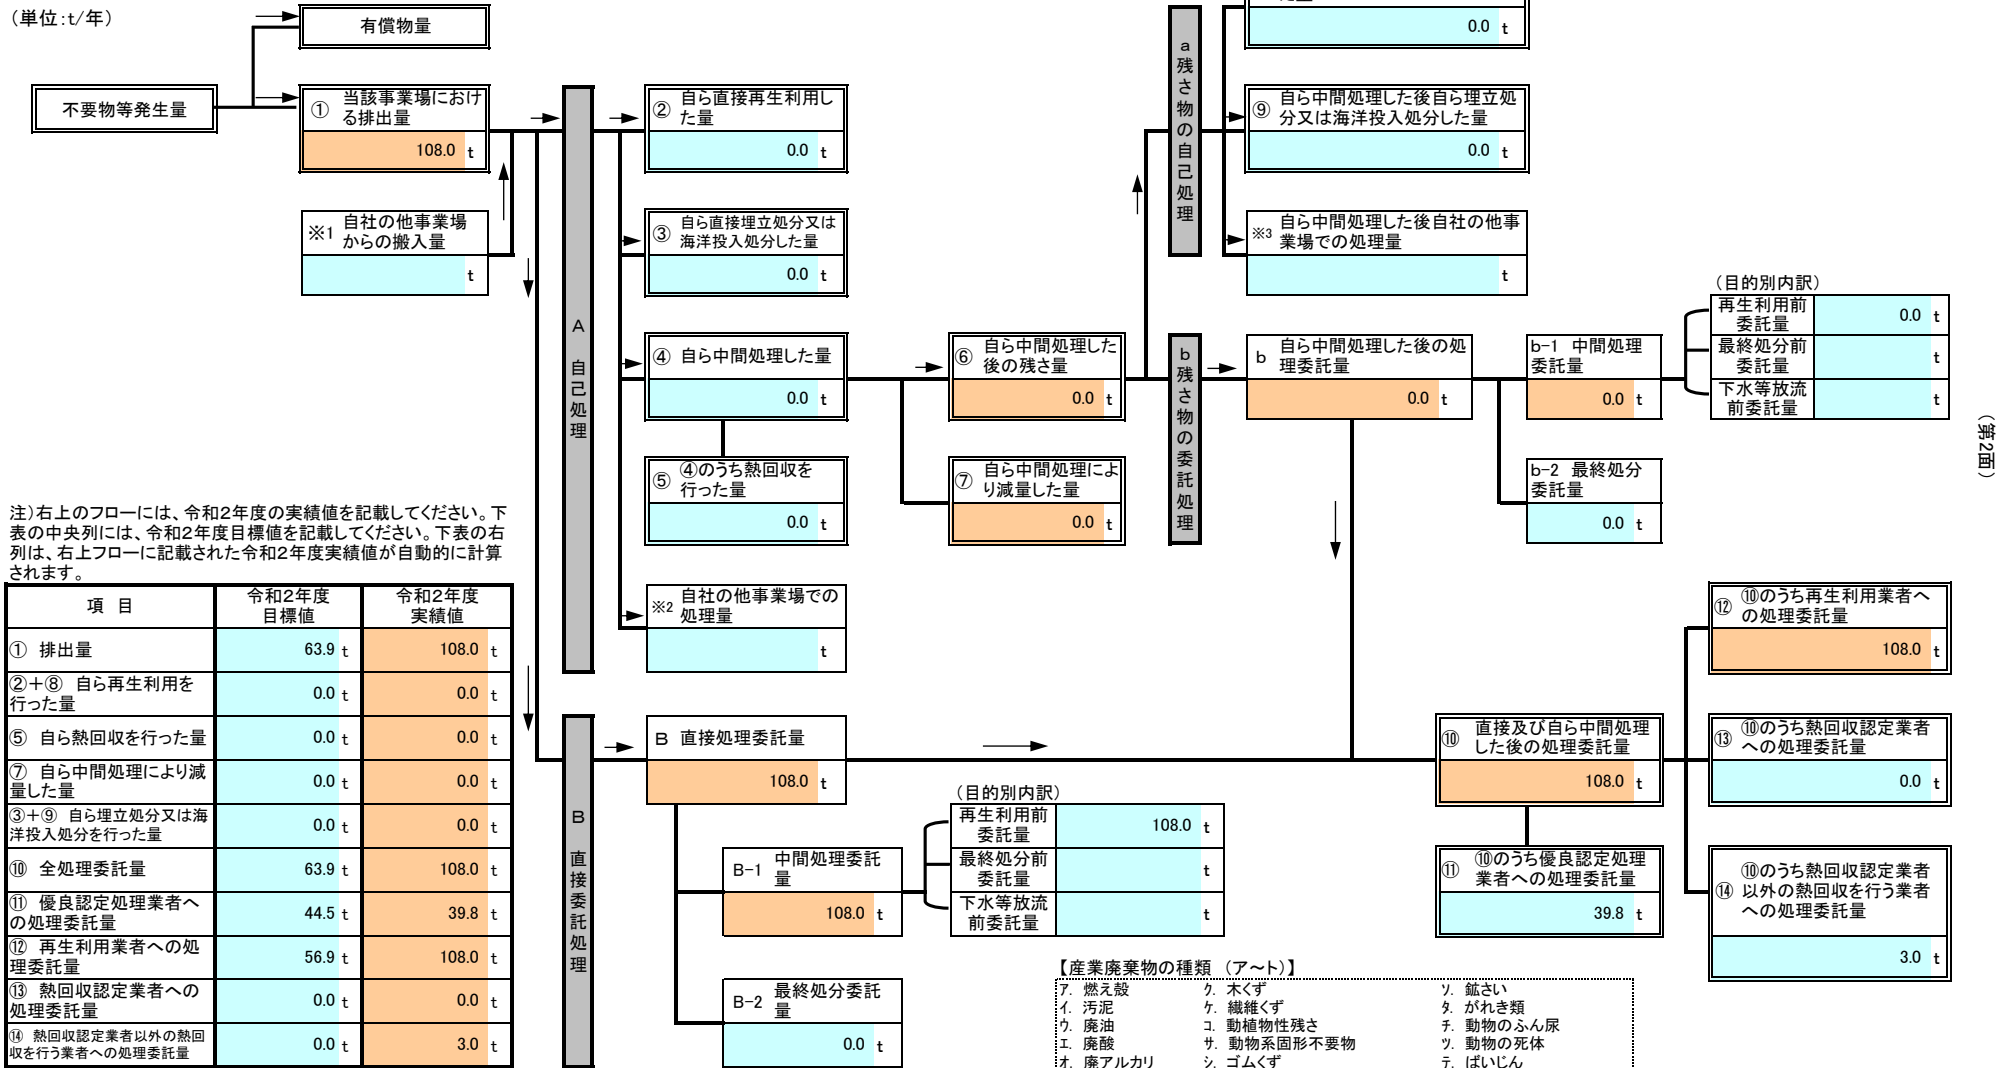 （単位：t/年）
有償物量
不要物等発生量
① 当該事業場におけ
る排出量
108.0 t
※1 自社の他事業場
からの搬入量
t
A 自己処理
② 自ら直接再生利用し
た量
0.0 t
③ 自ら直接埋立処分又は
海洋投入処分した量
0.0 t
④ 自ら中間処理した量
0.0 t
⑤ ④のうち熱回収を
行った量
0.0 t
※2 自社の他事業場での
処理量
t
⑥ 自ら中間処理した
後の残さ量
0.0 t
⑦ 自ら中間処理によ
り減量した量
0.0 t
a残さ物の自己処理
0.0 t
⑨ 自ら中間処理した後自ら埋立処
分又は海洋投入処分した量
0.0 t
※3 自ら中間処理した後自社の他事
業場での処理量
t
b残さ物の委託処理
b 自ら中間処理した後の処
理委託量
0.0 t
b-1 中間処理
委託量
0.0 t
b-2 最終処分
委託量
0.0 t
（目的別内訳）
再生利用前
委託量
0.0 t
最終処分前
委託量
t
下水等放流
前委託量
t
（第2面）
注）右上のフローには、令和２年度の実績値を記載してください。下
表の中央列には、令和２年度目標値を記載してください。下表の右
列は、右上フローに記載された令和２年度実績値が自動的に計算
されます。
項 目 令和２年度
目標値 令和２年度
実績値
① 排出量 63.9 t 108.0 t
②＋⑧ 自ら再生利用を
行った量 0.0 t 0.0 t
⑤ 自ら熱回収を行った量 0.0 t 0.0 t
⑦ 自ら中間処理により減
量した量 0.0 t 0.0 t
③＋⑨ 自ら埋立処分又は海
洋投入処分を行った量 0.0 t 0.0 t
⑩ 全処理委託量 63.9 t 108.0 t
⑪ 優良認定処理業者へ
の処理委託量 44.5 t 39.8 t
⑫ 再生利用業者への処
理委託量 56.9 t 108.0 t
⑬ 熱回収認定業者への
処理委託量 0.0 t 0.0 t
⑭ 熱回収認定業者以外の熱回
収を行う業者への処理委託量 0.0 t 3.0 t
B 直接委託処理
B 直接処理委託量
108.0 t
B-1 中間処理委託
量
108.0 t
B-2 最終処分委託
量
0.0 t
（目的別内訳）
再生利用前
委託量
108.0 t
最終処分前
委託量
t
下水等放流
前委託量
t
⑩ 直接及び自ら中間処理
した後の処理委託量
108.0 t
⑪ ⑩のうち優良認定処理
業者への処理委託量
39.8 t
⑫ ⑩のうち再生利用業者へ
の処理委託量
108.0 t
⑬ ⑩のうち熱回収認定業者
への処理委託量
0.0 t
⑭ ⑩のうち熱回収認定業者
以外の熱回収を行う業者
への処理委託量
3.0 t
【産業廃棄物の種類 （ア～ト）】
ア. 燃え殻 ク. 木くず ソ. 鉱さい
イ. 汚泥 ケ. 繊維くず タ. がれき類
ウ. 廃油 コ. 動植物性残さ チ. 動物のふん尿
エ. 廃酸 サ. 動物系固形不要物 ツ. 動物の死体
オ. 廃アルカリ シ. ゴムくず テ. ばいじん